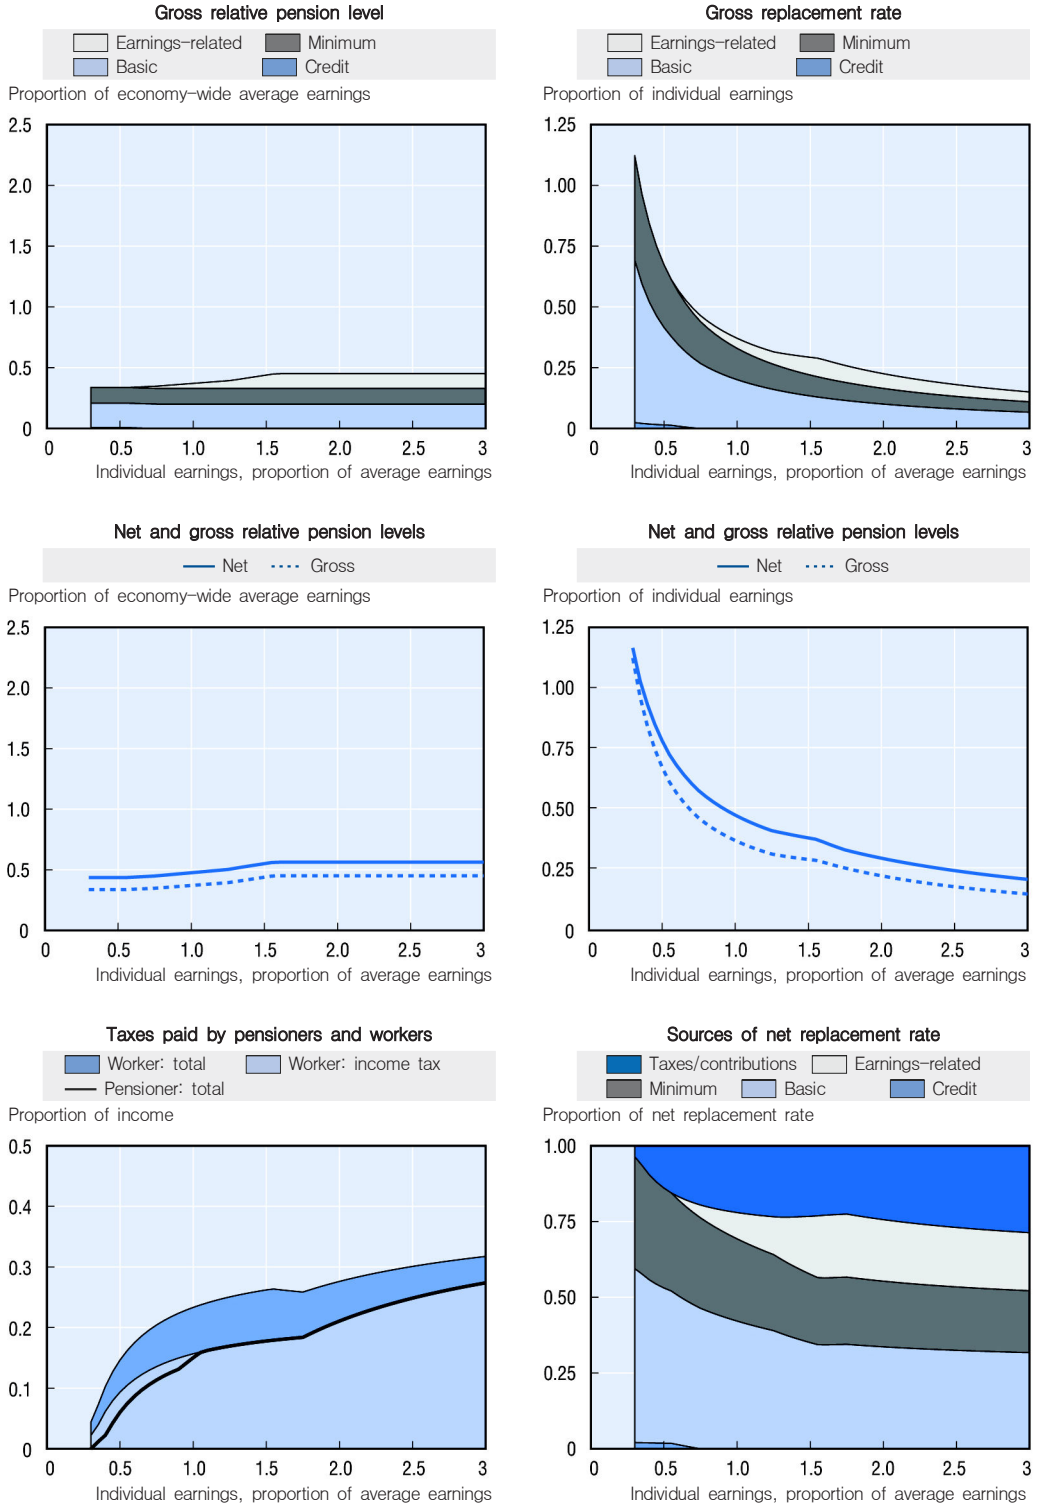 Gross relative pension level
Earnings-related Minimum
Basic Credit
Proportion of economy-wide average earnings
2.5
2.0
1.5
1.0
0.5
0
0 0.5 1.0 1.5 2.0 2.5 3
Individual earnings, proportion of average earnings
Gross replacement rate
Earnings-related Minimum
Basic Credit
Proportion of individual earnings
1.25
1.00
0.75
0.50
0.25
0
0 0.5 1.0 1.5 2.0 2.5 3
Individual earnings, proportion of average earnings
Net and gross relative pension levels
Net Gross
Proportion of economy-wide average earnings
2.5
2.0
1.5
1.0
0.5
0
0 0.5 1.0 1.5 2.0 2.5 3
Individual earnings, proportion of average earnings
Net and gross relative pension levels
Net Gross
Proportion of individual earnings
1.25
1.00
0.75
0.50
0.25
0
0 0.5 1.0 1.5 2.0 2.5 3
Individual earnings, proportion of average earnings
Taxes paid by pensioners and workers
Worker: total Worker: income tax
Pensioner: total
Proportion of income
0.5
0.4
0.3
0.2
0.1
0
0 0.5 1.0 1.5 2.0 2.5 3
Individual earnings, proportion of average earnings
Sources of net replacement rate
Taxes/contributions Earnings-related
Minimum Basic Credit
Proportion of net replacement rate
1.00
0.75
0.50
0.25
0
0 0.5 1.0 1.5 2.0 2.5 3
Individual earnings, proportion of average earnings